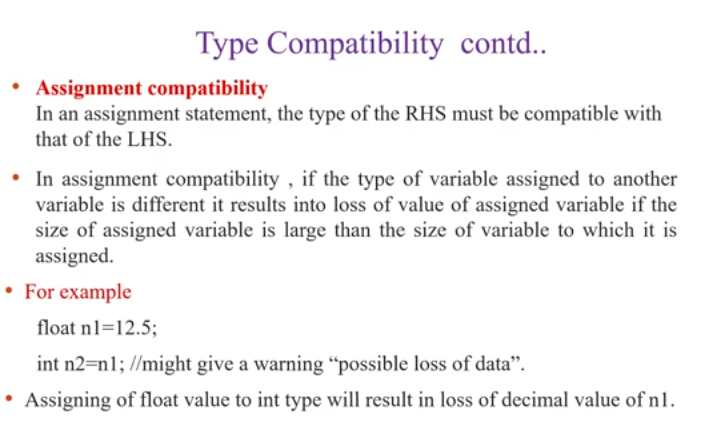 Type Compatibility contd..
• Assignment compatibility
In an assignment statement, the type of the RHS must be compatible with
that of the LHS.
• In assignment compatibility , if the type of variable assigned to another
variable is different it results into loss of value of assigned variable if the
size of assigned variable is large than the size of variable to which it is
assigned.
• For example
float n1=12.5;
int n2=n1; //might give a warning “possible loss of data”.
• Assigning of float value to int type will result in loss of decimal value of n1.